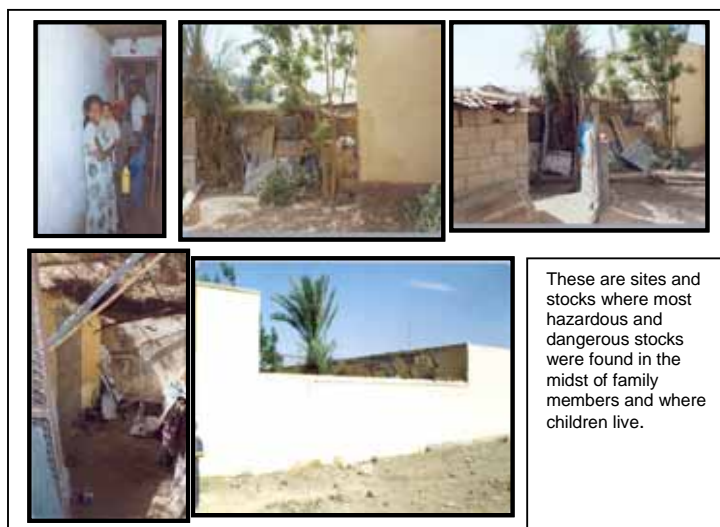 These are sites and
stocks where most
hazardous and
dangerous stocks
were found in the
midst of family
members and where
children live.